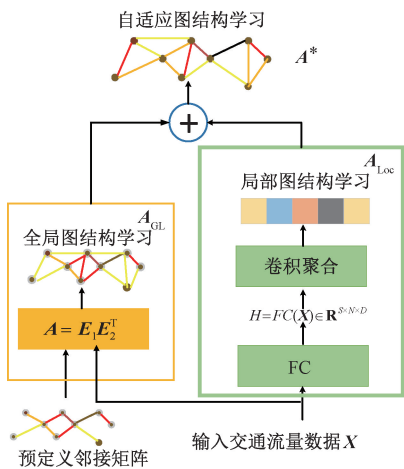 自适应图结构学习
A*
+
A_Loc
局部图结构学习
A_GL
全局图结构学习
卷积聚合
H=FC(X)∈R^{S×N×D}
A = E_1E_2^T
FC
预定义邻接矩阵
输入交通流量数据 X